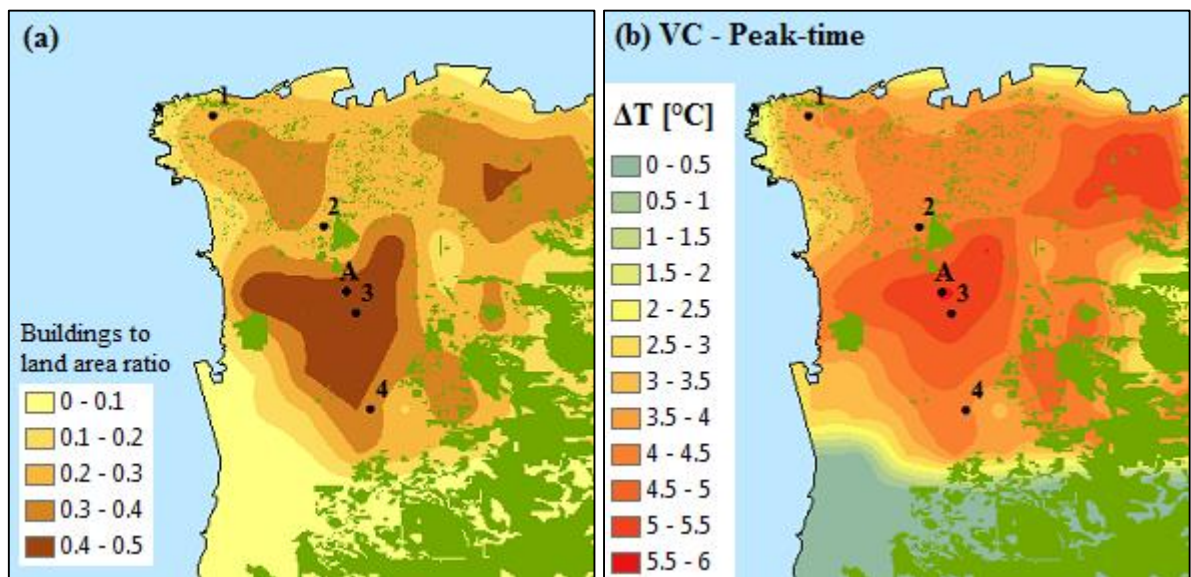 (a)
1
2
A
3
4
Buildings to
land area ratio
0 - 0.1
0.1 - 0.2
0.2 - 0.3
0.3 - 0.4
0.4 - 0.5
(b) VC - Peak-time
ΔT [°C]
0 - 0.5
0.5 - 1
1 - 1.5
1.5 - 2
2 - 2.5
2.5 - 3
3 - 3.5
3.5 - 4
4 - 4.5
4.5 - 5
5 - 5.5
5.5 - 6
1
2
A
3
4